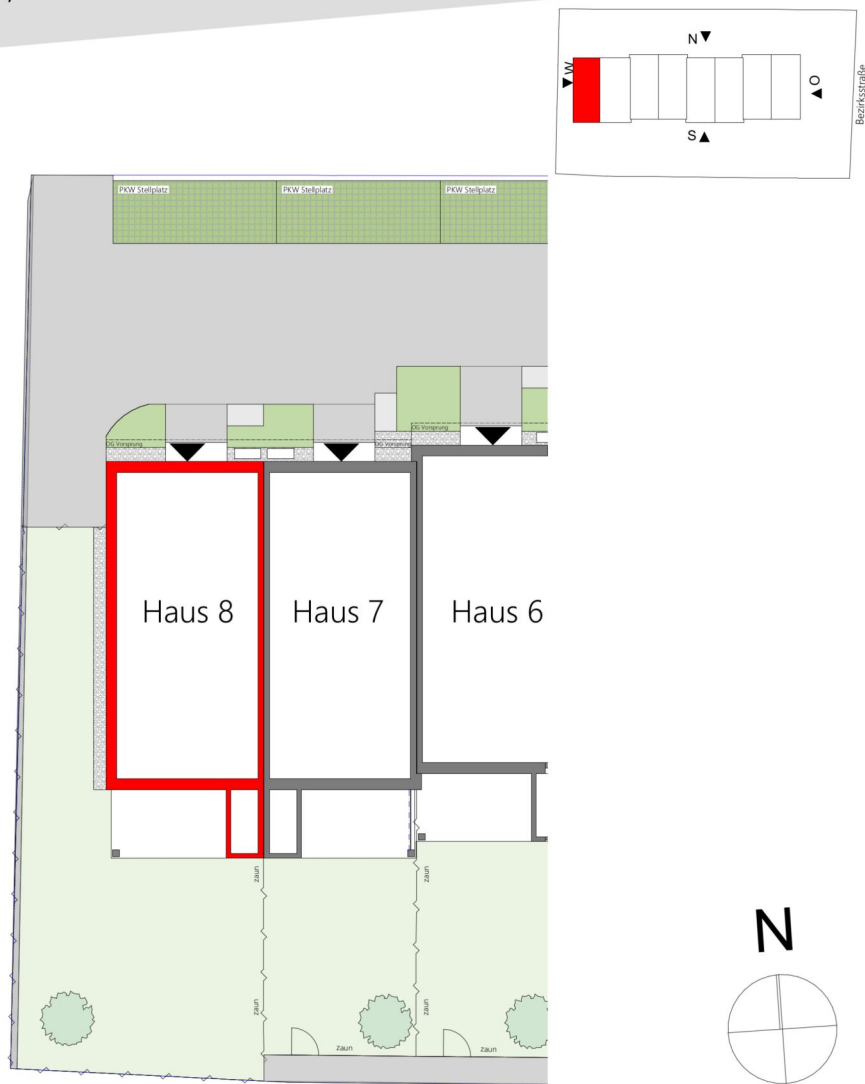 N
W
O
S
Bezirksstraße
PKW Stellplatz
PKW Stellplatz
PKW Stellplatz
OG Vorsprung
OG Vorsprung
OG Vorsprung
Haus 8
Haus 7
Haus 6
zaun
zaun
zaun
zaun
zaun
zaun
N